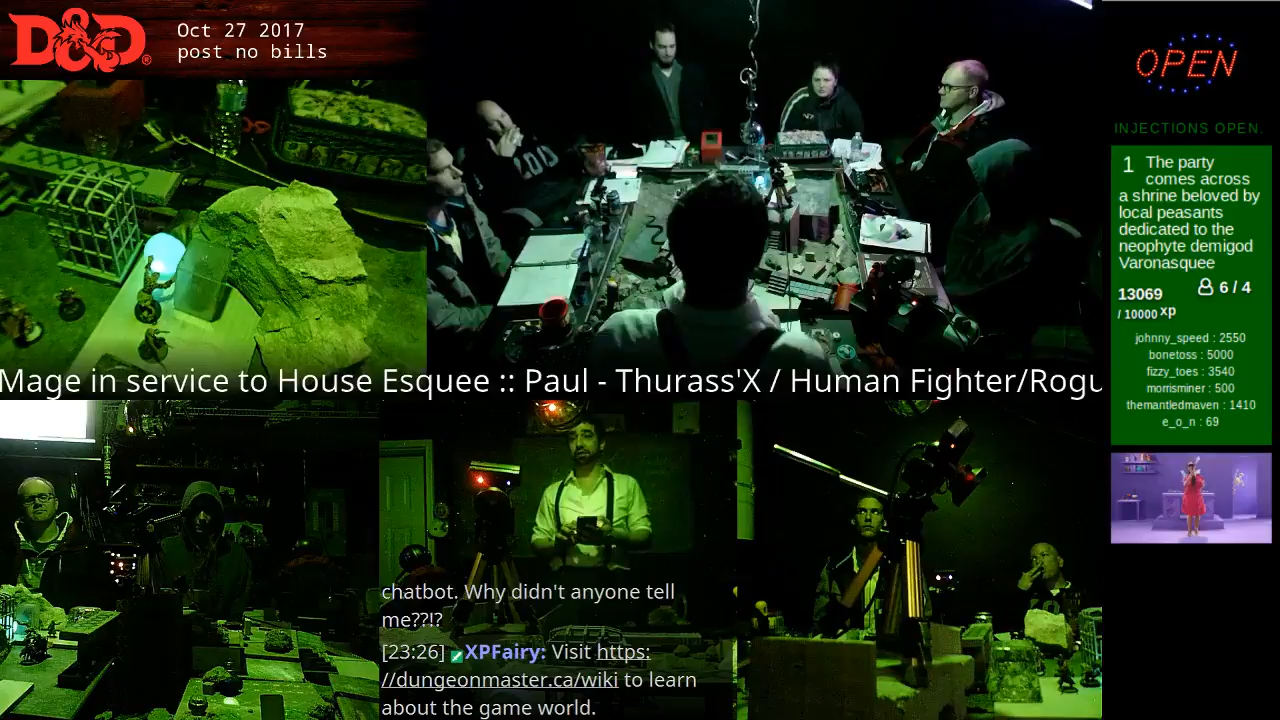 D&D®
Oct 27 2017
post no bills
OPEN
INJECTIONS OPEN.
1 The party
comes across
a shrine beloved by
local peasants
dedicated to the
neophyte demigod
Varonasquee
13069
/ 10000 xp
6 / 4
johnny_speed : 2550
bonetoss : 5000
fizzy_toes : 3540
morrisminer : 500
themantledmaven : 1410
e_o_n : 69
Mage in service to House Esquee :: Paul - Thurass'X / Human Fighter/Rogu
chatbot. Why didn't anyone tell
me??!?
[23:26] XPFairy: Visit https:
//dungeonmaster.ca/wiki to learn
about the game world.